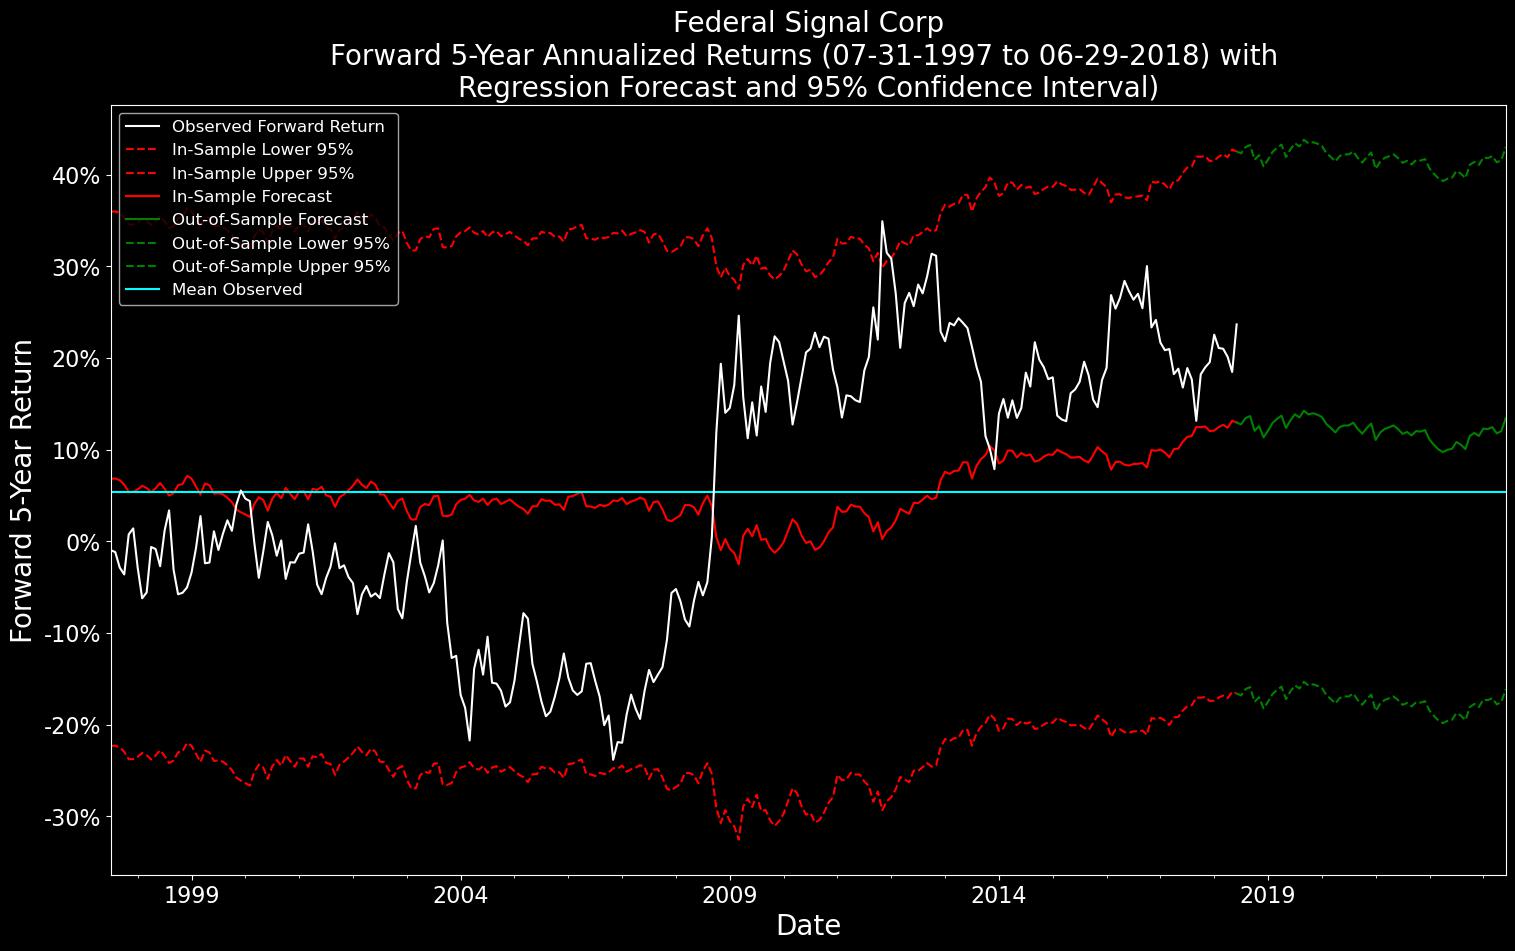 Federal Signal Corp
Forward 5-Year Annualized Returns (07-31-1997 to 06-29-2018) with
Regression Forecast and 95% Confidence Interval)
Observed Forward Return
In-Sample Lower 95%
In-Sample Upper 95%
In-Sample Forecast
Out-of-Sample Forecast
Out-of-Sample Lower 95%
Out-of-Sample Upper 95%
Mean Observed
Forward 5-Year Return
40%
30%
20%
10%
0%
-10%
-20%
-30%
1999
2004
2009
2014
2019
Date